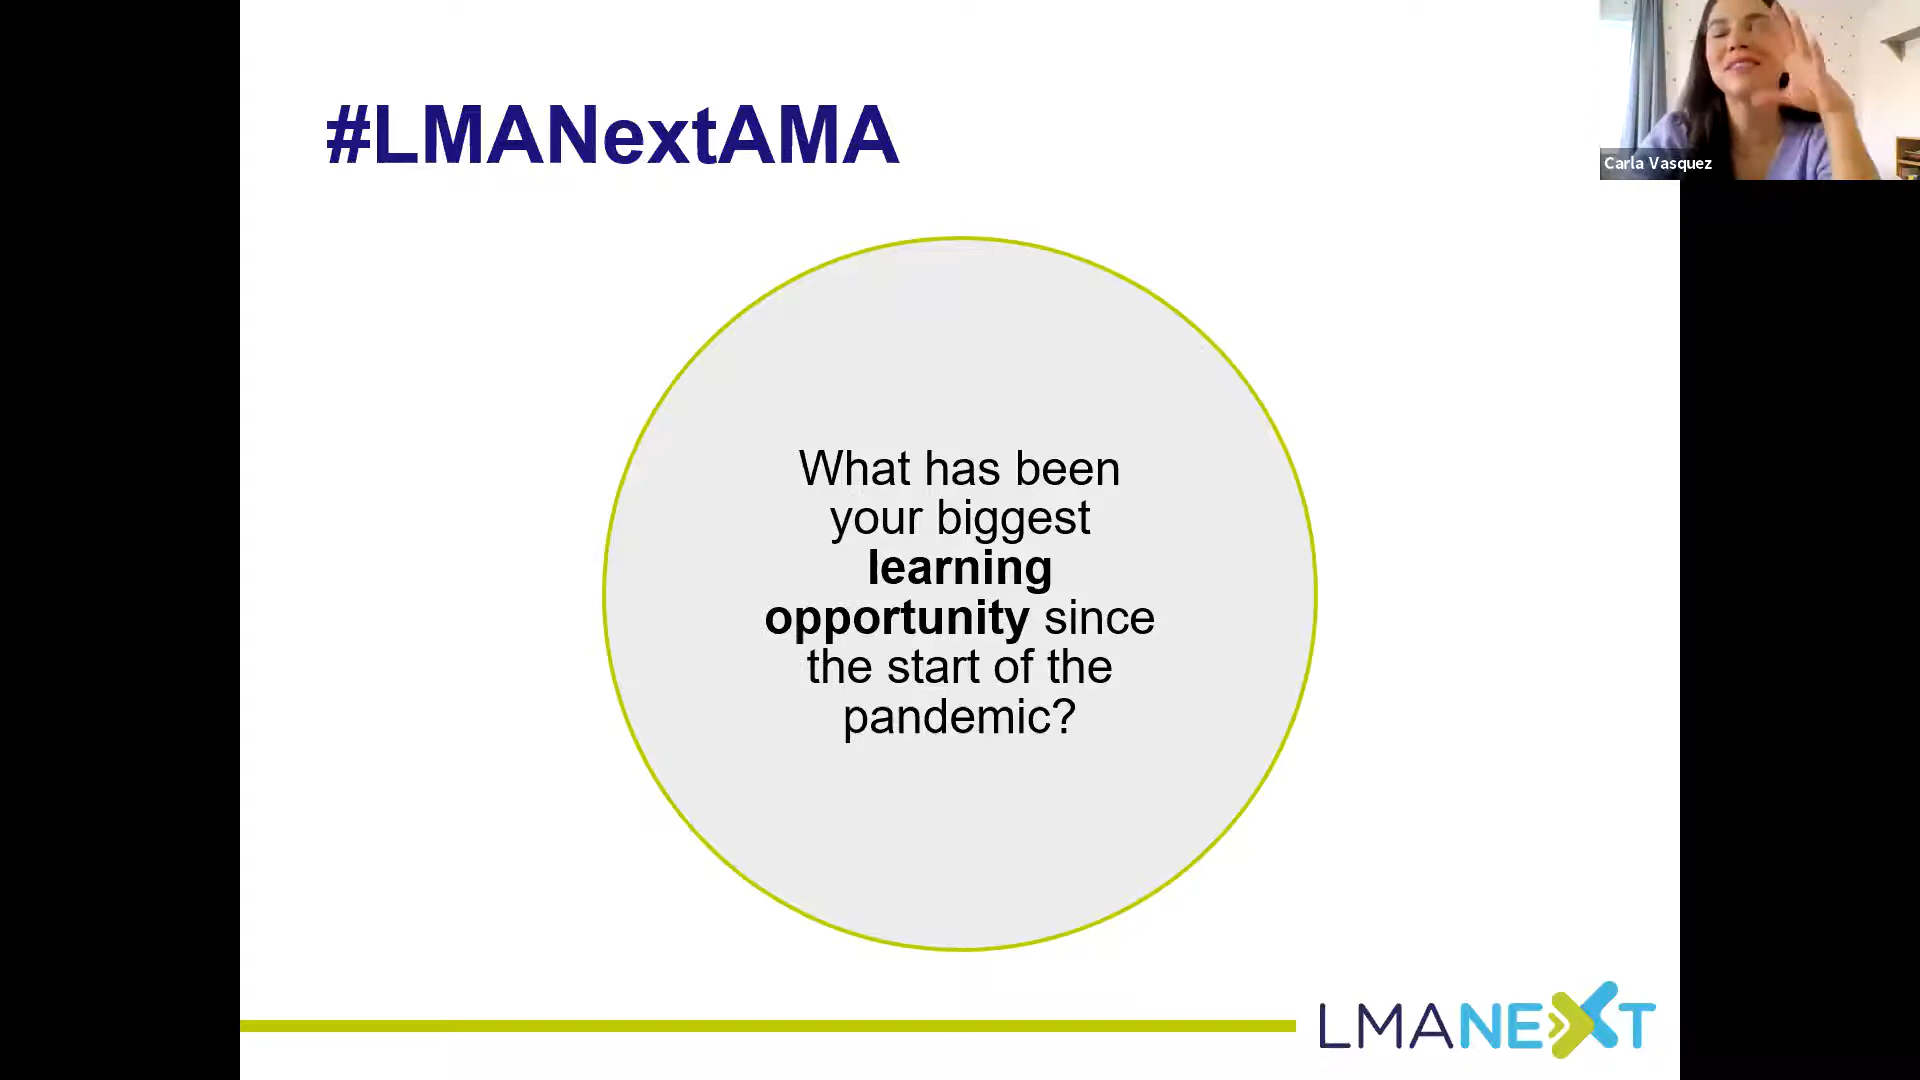 #LMANextAMA
Carla Vasquez
What has been
your biggest
learning
opportunity since
the start of the
pandemic?
LMANEXT